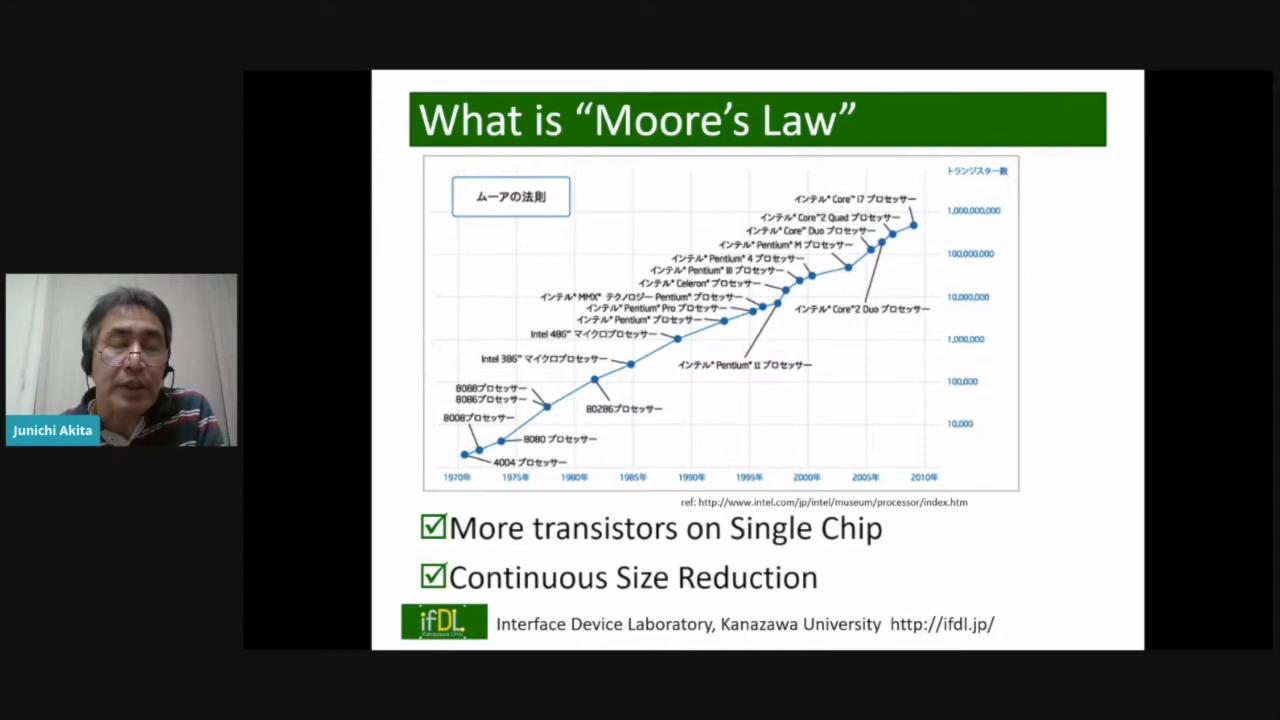 What is “Moore’s Law”
ムーアの法則
トランジスター数
インテル® Core™ i7 プロセッサー
インテル® Core™2 Quad プロセッサー
インテル® Core™ Duo プロセッサー
インテル® Pentium® M プロセッサー
インテル® Pentium® 4 プロセッサー
インテル® Pentium® III プロセッサー
インテル® Celeron® プロセッサー
インテル® MMX® テクノロジー Pentium® プロセッサー
インテル® Pentium® Pro プロセッサー
インテル® Pentium® プロセッサー
Intel 486™ マイクロプロセッサー
Intel 386™ マイクロプロセッサー
8088プロセッサー
8086プロセッサー
8008プロセッサー
8080 プロセッサー
4004 プロセッサー
80286プロセッサー
インテル® Pentium® II プロセッサー
インテル® Core™2 Duo プロセッサー
1,000,000,000
100,000,000
10,000,000
1,000,000
100,000
10,000
1970年 1975年 1980年 1985年 1990年 1995年 2000年 2005年 2010年
ref: http://www.intel.com/jp/intel/museum/processor/index.htm
More transistors on Single Chip
Continuous Size Reduction
ifDL
Kanazawa Univ.
Interface Device Laboratory, Kanazawa University http://ifdl.jp/
Junichi Akita